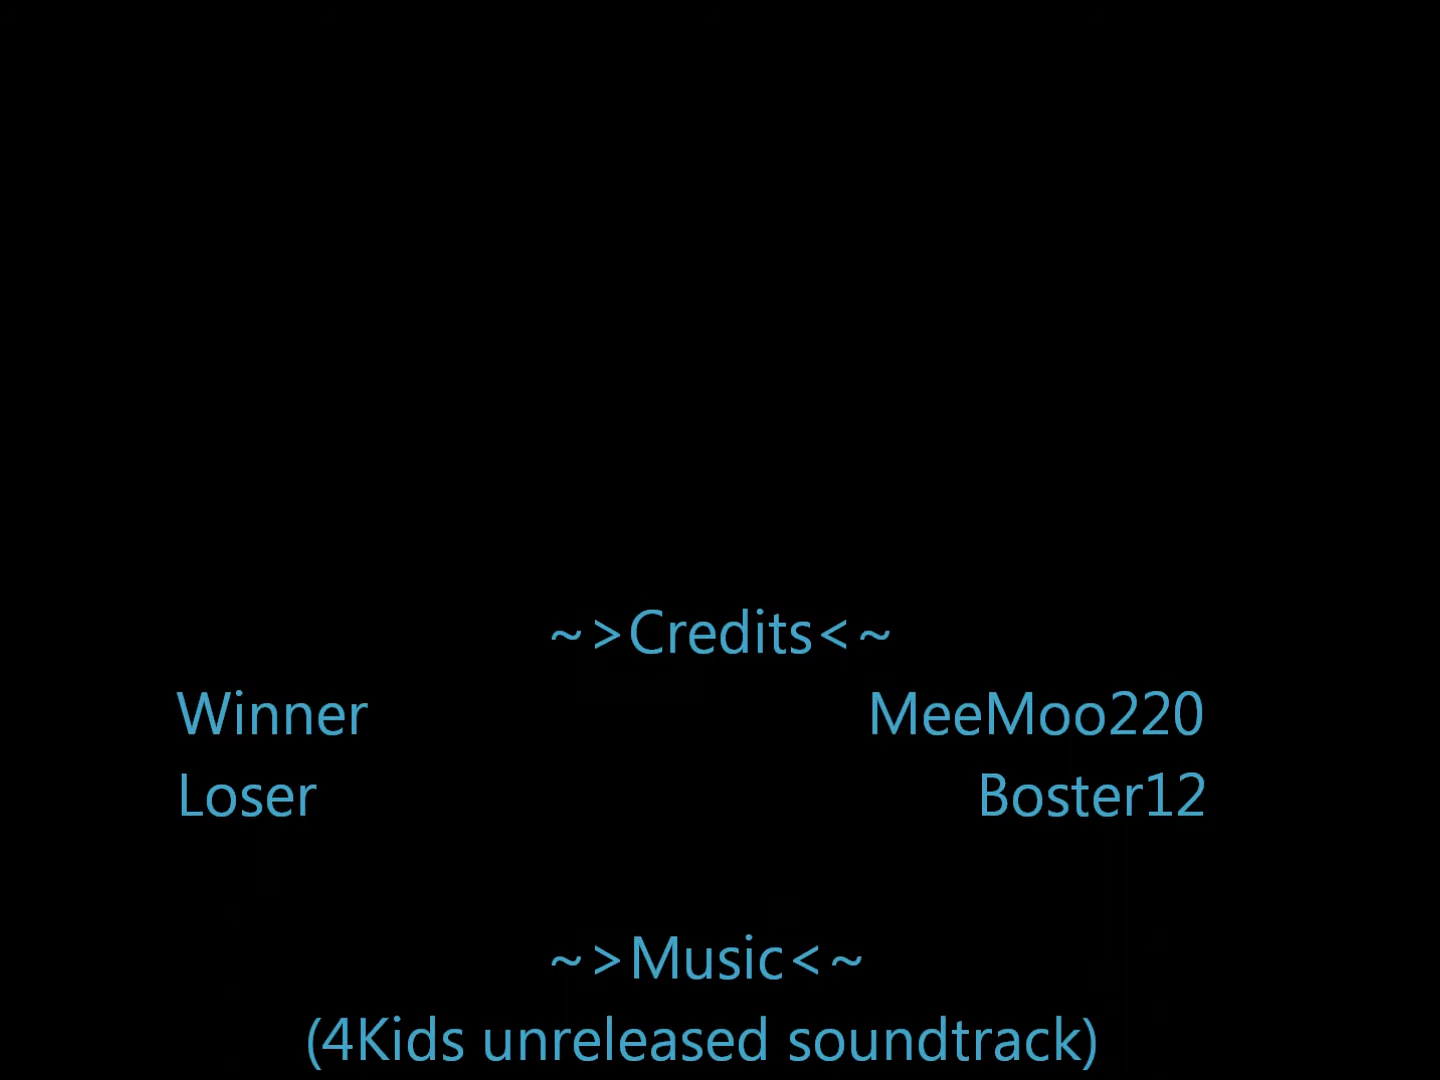 ~>Credits<~
Winner MeeMoo220
Loser Boster12
~>Music<~
(4Kids unreleased soundtrack)